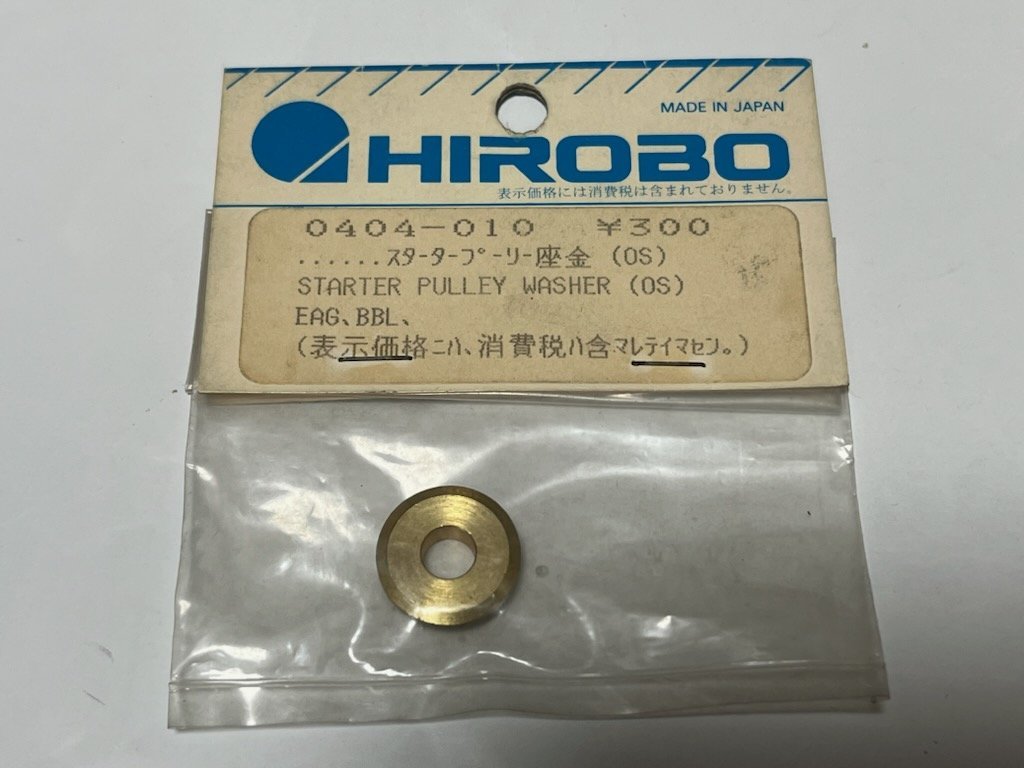 MADE IN JAPAN
HIROBO
表示価格には消費税は含まれておりません。
0404-010 ¥300
......ｽﾀｰﾀｰﾌﾟｰﾘｰ座金 (OS)
STARTER PULLEY WASHER (OS)
EAG、BBL、
(表示価格ﾆﾊ、消費税ﾊ含ﾏﾚﾃｲﾏｾﾝ。)